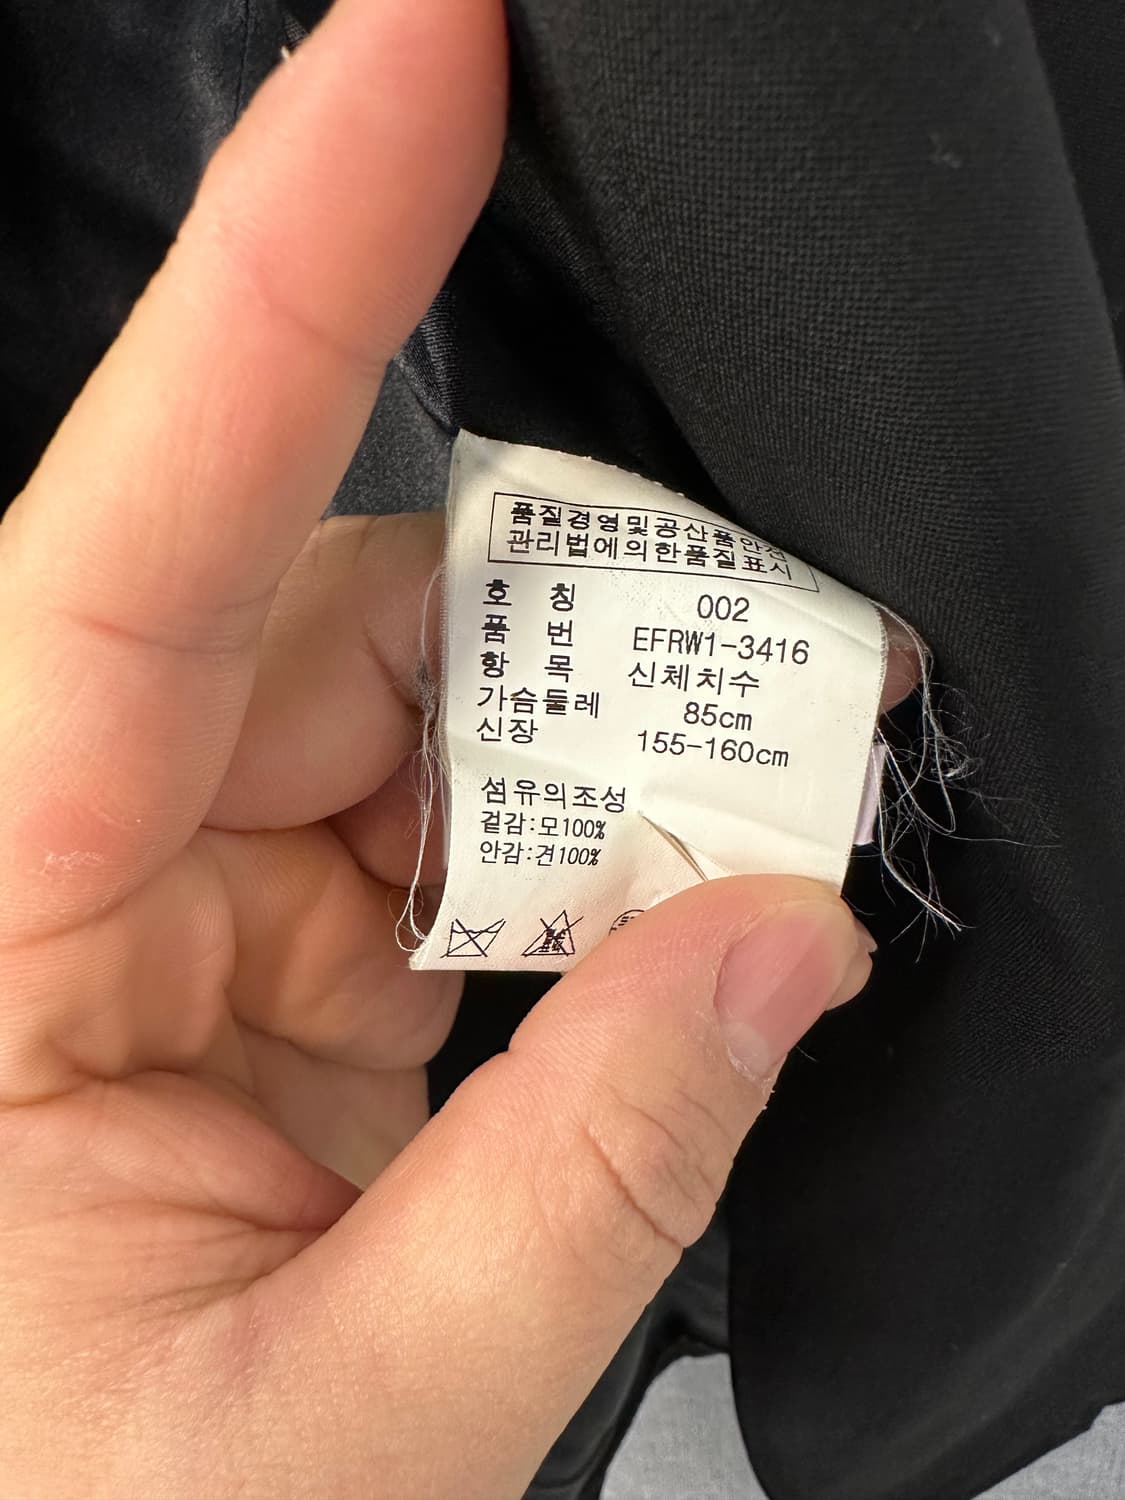 품질경영및공산품안전
관리법에의한품질표시
호 칭 002
품 번 EFRW1-3416
항 목 신체치수
가슴둘레 85cm
신장 155-160cm
섬유의조성
겉감:모100%
안감:견100%